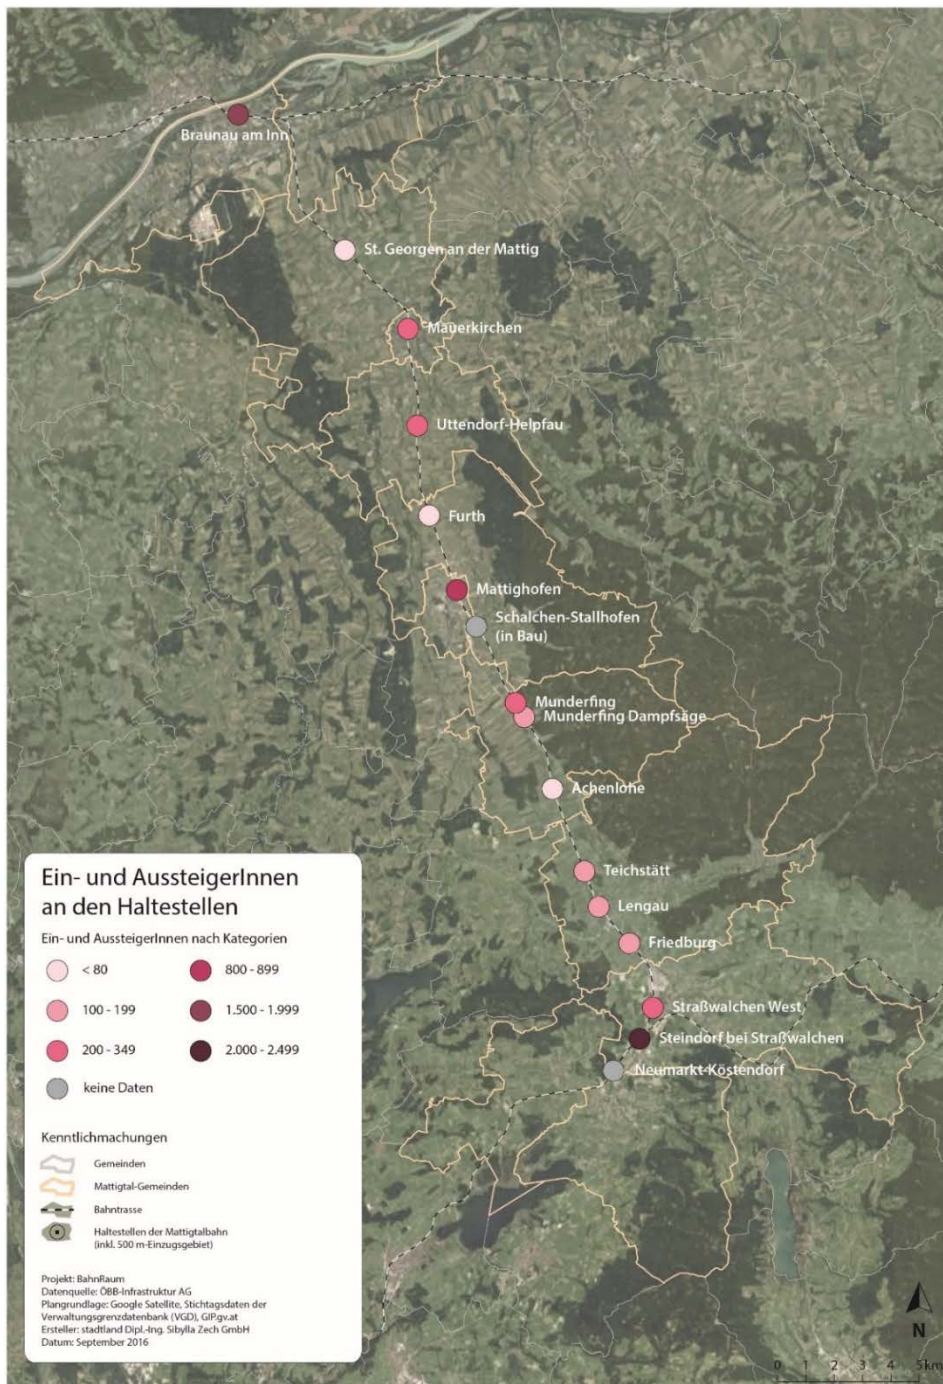 Braunau am Inn
St. Georgen an der Mattig
Mauerkirchen
Uttendorf-Helpfau
Furth
Mattighofen
Schalchen-Stallhofen
(in Bau)
Munderfing
Munderfing Dampfsäge
Achenlohe
Teichstätt
Lengau
Friedburg
Straßwalchen West
Steindorf bei Straßwalchen
Neumarkt-Köstendorf
Ein- und AussteigerInnen
an den Haltestellen
Ein- und AussteigerInnen nach Kategorien
< 80
800 - 899
100 - 199
1.500 - 1.999
200 - 349
2.000 - 2.499
keine Daten
Kenntlichmachungen
Gemeinden
Mattigtal-Gemeinden
Bahntrasse
Haltestellen der Mattigtalbahn
(inkl. 500 m-Einzugsgebiet)
Projekt: BahnRaum
Datenquelle: ÖBB-Infrastruktur AG
Plangrundlage: Google Satellite, Stichtagsdaten der
Verwaltungsgrenzdatenbank (VGD), GIP.gv.at
Ersteller: stadtland Dipl.-Ing. Sibylla Zech GmbH
Datum: September 2016
N
0 1 2 3 4 5km